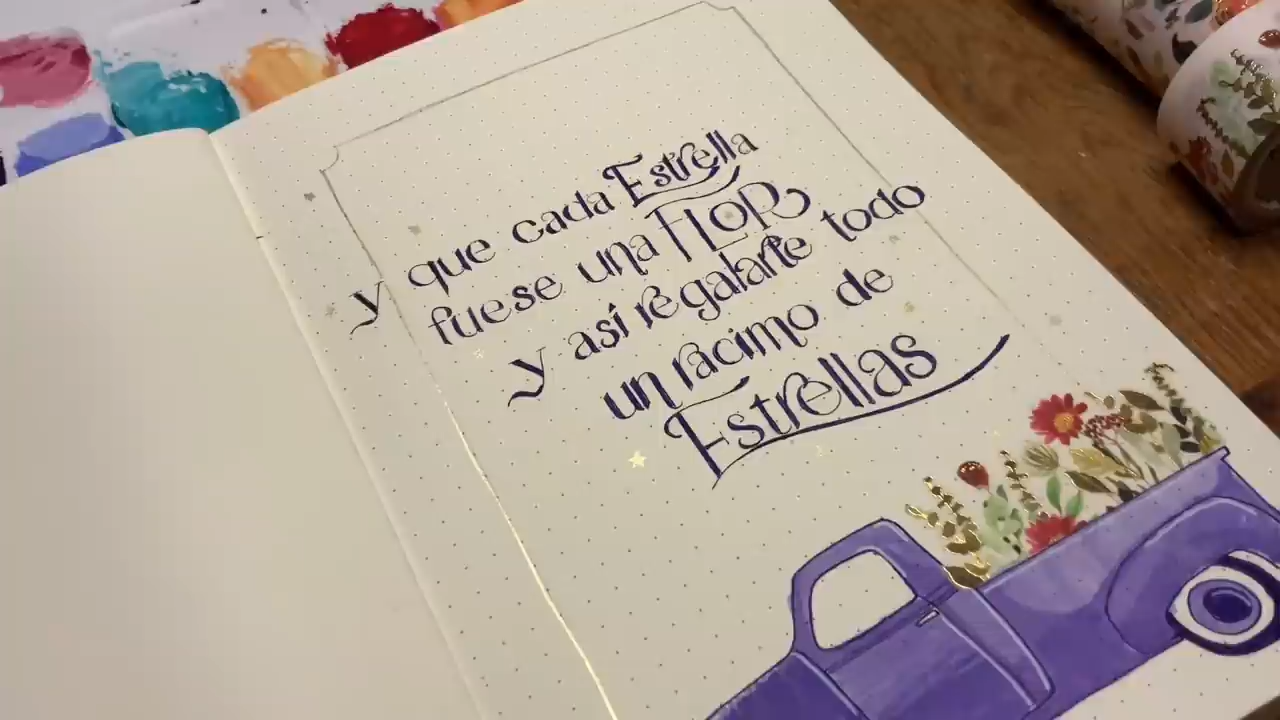 y que cada Estrella
fuese una FloR
y así regalarte todo
un racimo de
Estrellas